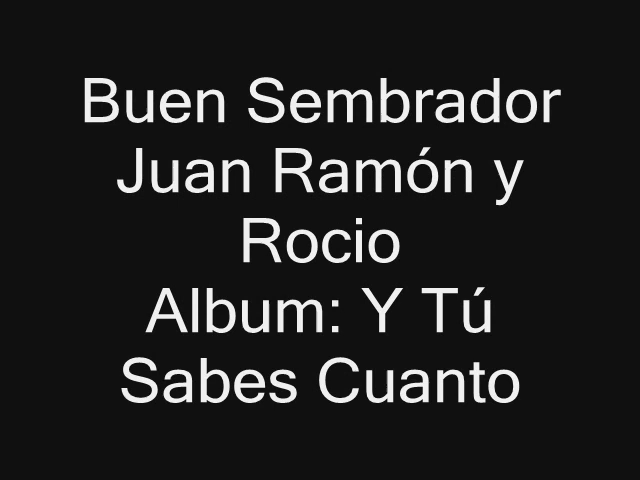 Buen Sembrador
Juan Ramón y
Rocio
Album: Y Tú
Sabes Cuanto